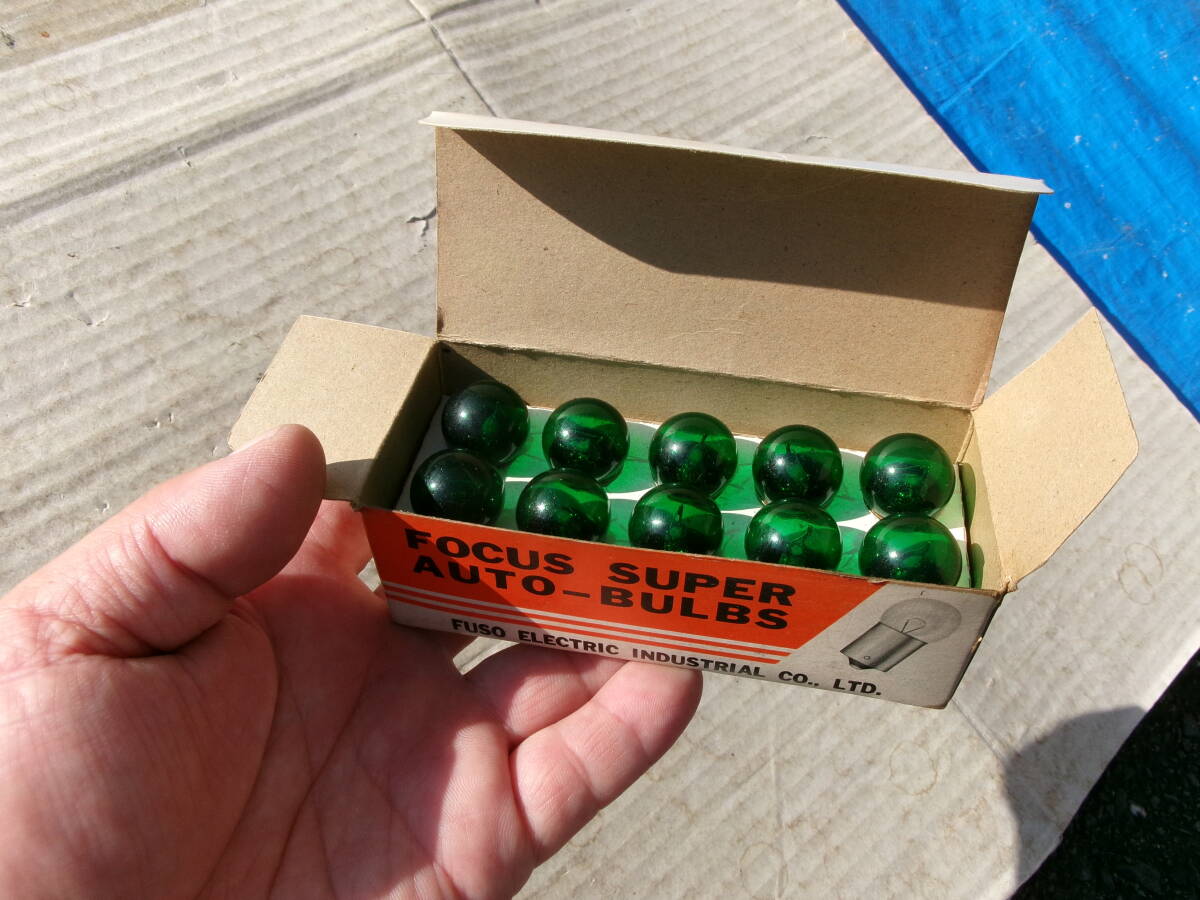 FOCUS SUPER
AUTO-BULBS
FUSO ELECTRIC INDUSTRIAL CO., LTD.